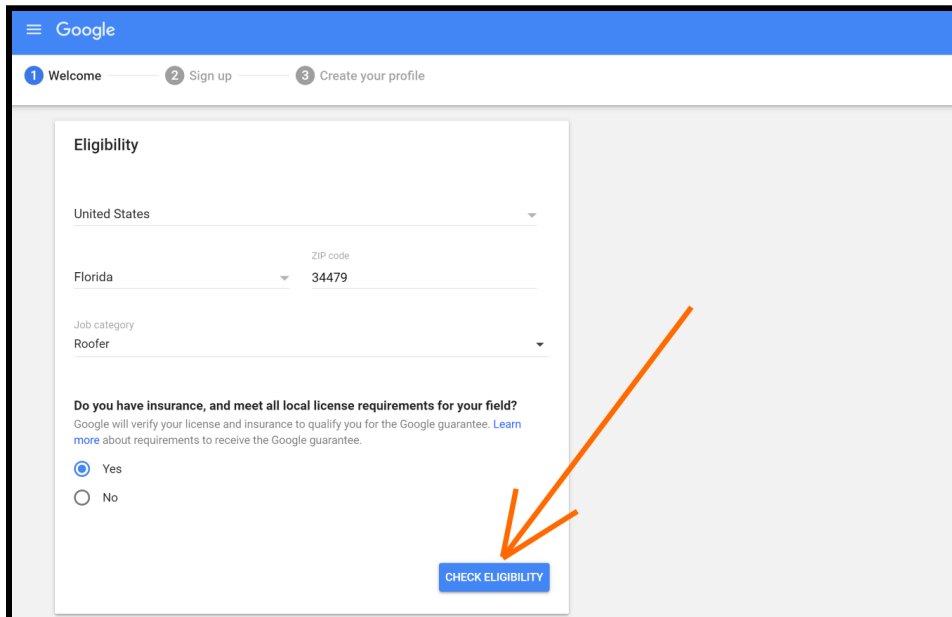 Google
1 Welcome 2 Sign up 3 Create your profile
Eligibility
United States
ZIP code
Florida 34479
Job category
Roofer
Do you have insurance, and meet all local license requirements for your field?
Google will verify your license and insurance to qualify you for the Google guarantee. Learn
more about requirements to receive the Google guarantee.
Yes
No
CHECK ELIGIBILITY